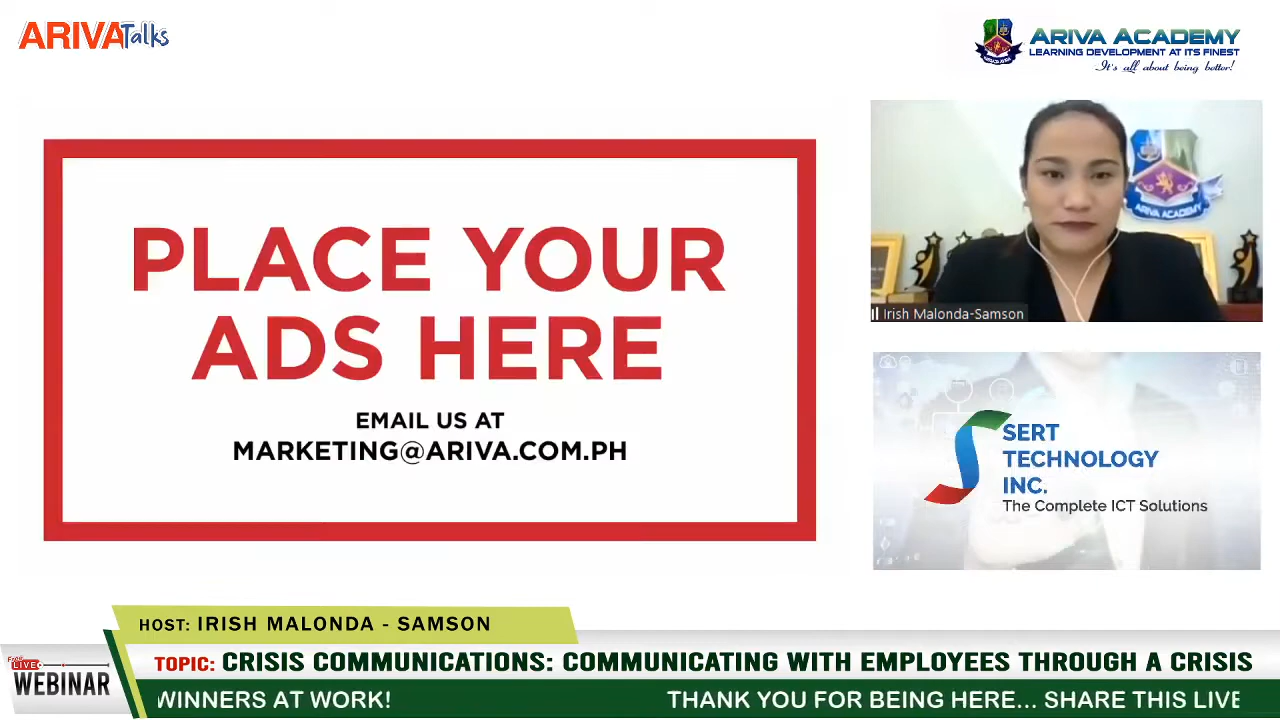 ARIVATalks
ARIVA ACADEMY
LEARNING DEVELOPMENT AT ITS FINEST
It's all about being better!
PLACE YOUR
ADS HERE
EMAIL US AT
MARKETING@ARIVA.COM.PH
ARIVA ACADEMY
Irish Malonda-Samson
SERT
TECHNOLOGY
INC.
The Complete ICT Solutions
HOST: IRISH MALONDA - SAMSON
Free
LIVE
WEBINAR
TOPIC: CRISIS COMMUNICATIONS: COMMUNICATING WITH EMPLOYEES THROUGH A CRISIS
WINNERS AT WORK! THANK YOU FOR BEING HERE... SHARE THIS LIVE